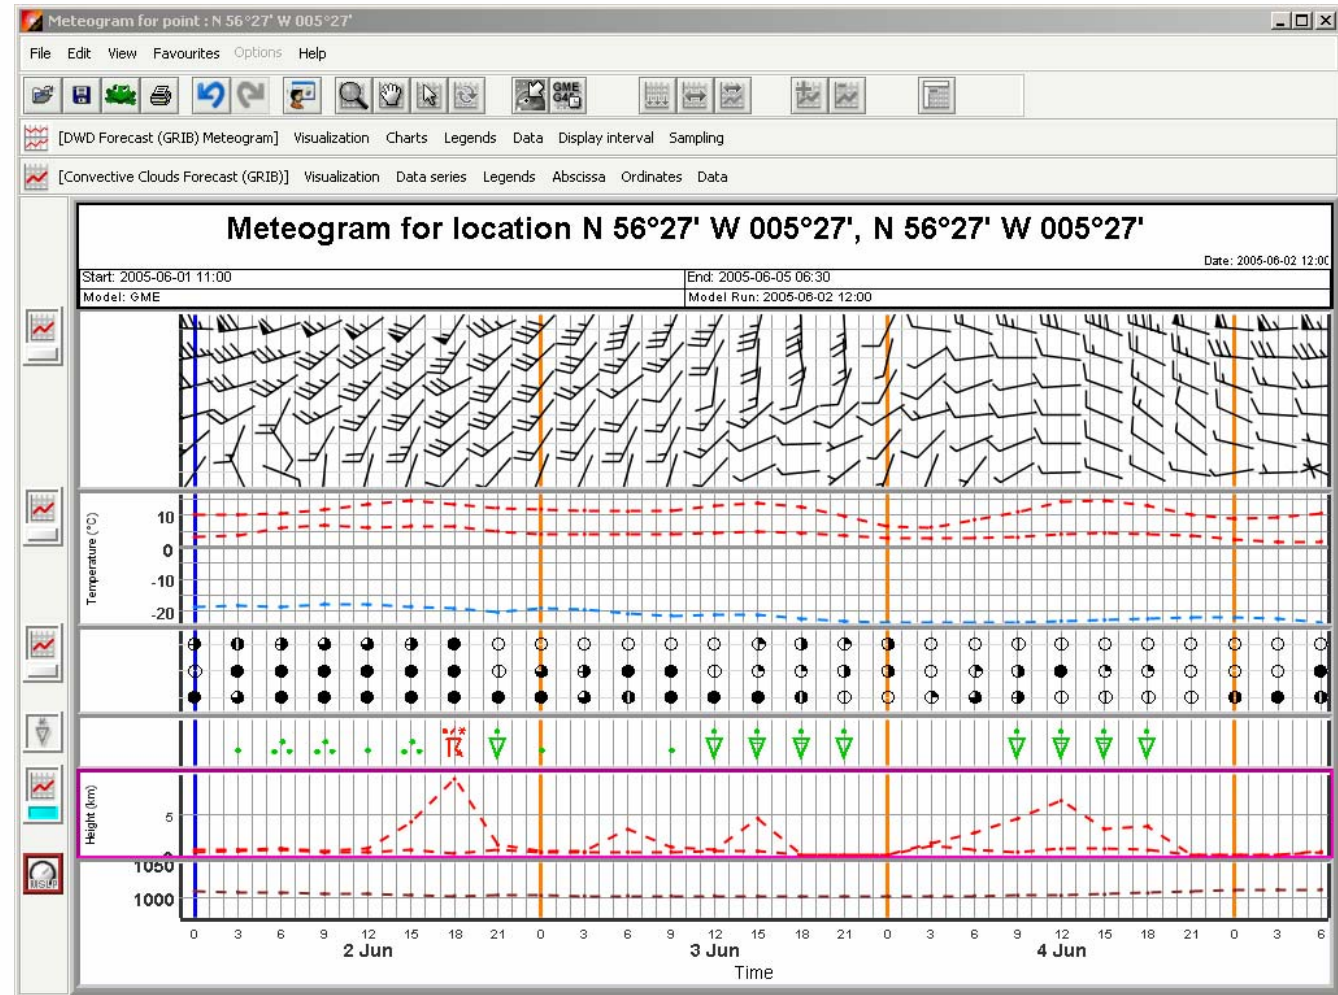 Meteogram for point : N 56°27' W 005°27'
File Edit View Favourites Options Help
GME
G4
[DWD Forecast (GRIB) Meteogram] Visualization Charts Legends Data Display interval Sampling
[Convective Clouds Forecast (GRIB)] Visualization Data series Legends Abscissa Ordinates Data
Meteogram for location N 56°27' W 005°27', N 56°27' W 005°27'
Date: 2005-06-02 12:00
Start: 2005-06-01 11:00 End: 2005-06-05 06:30
Model: GME Model Run: 2005-06-02 12:00
Temperature (°C)
10
0
-10
-20
Height (km)
5
1050
1000
MSLP
0 3 6 9 12 15 18 21 0 3 6 9 12 15 18 21 0 3 6 9 12 15 18 21 0 3 6
2 Jun 3 Jun 4 Jun
Time